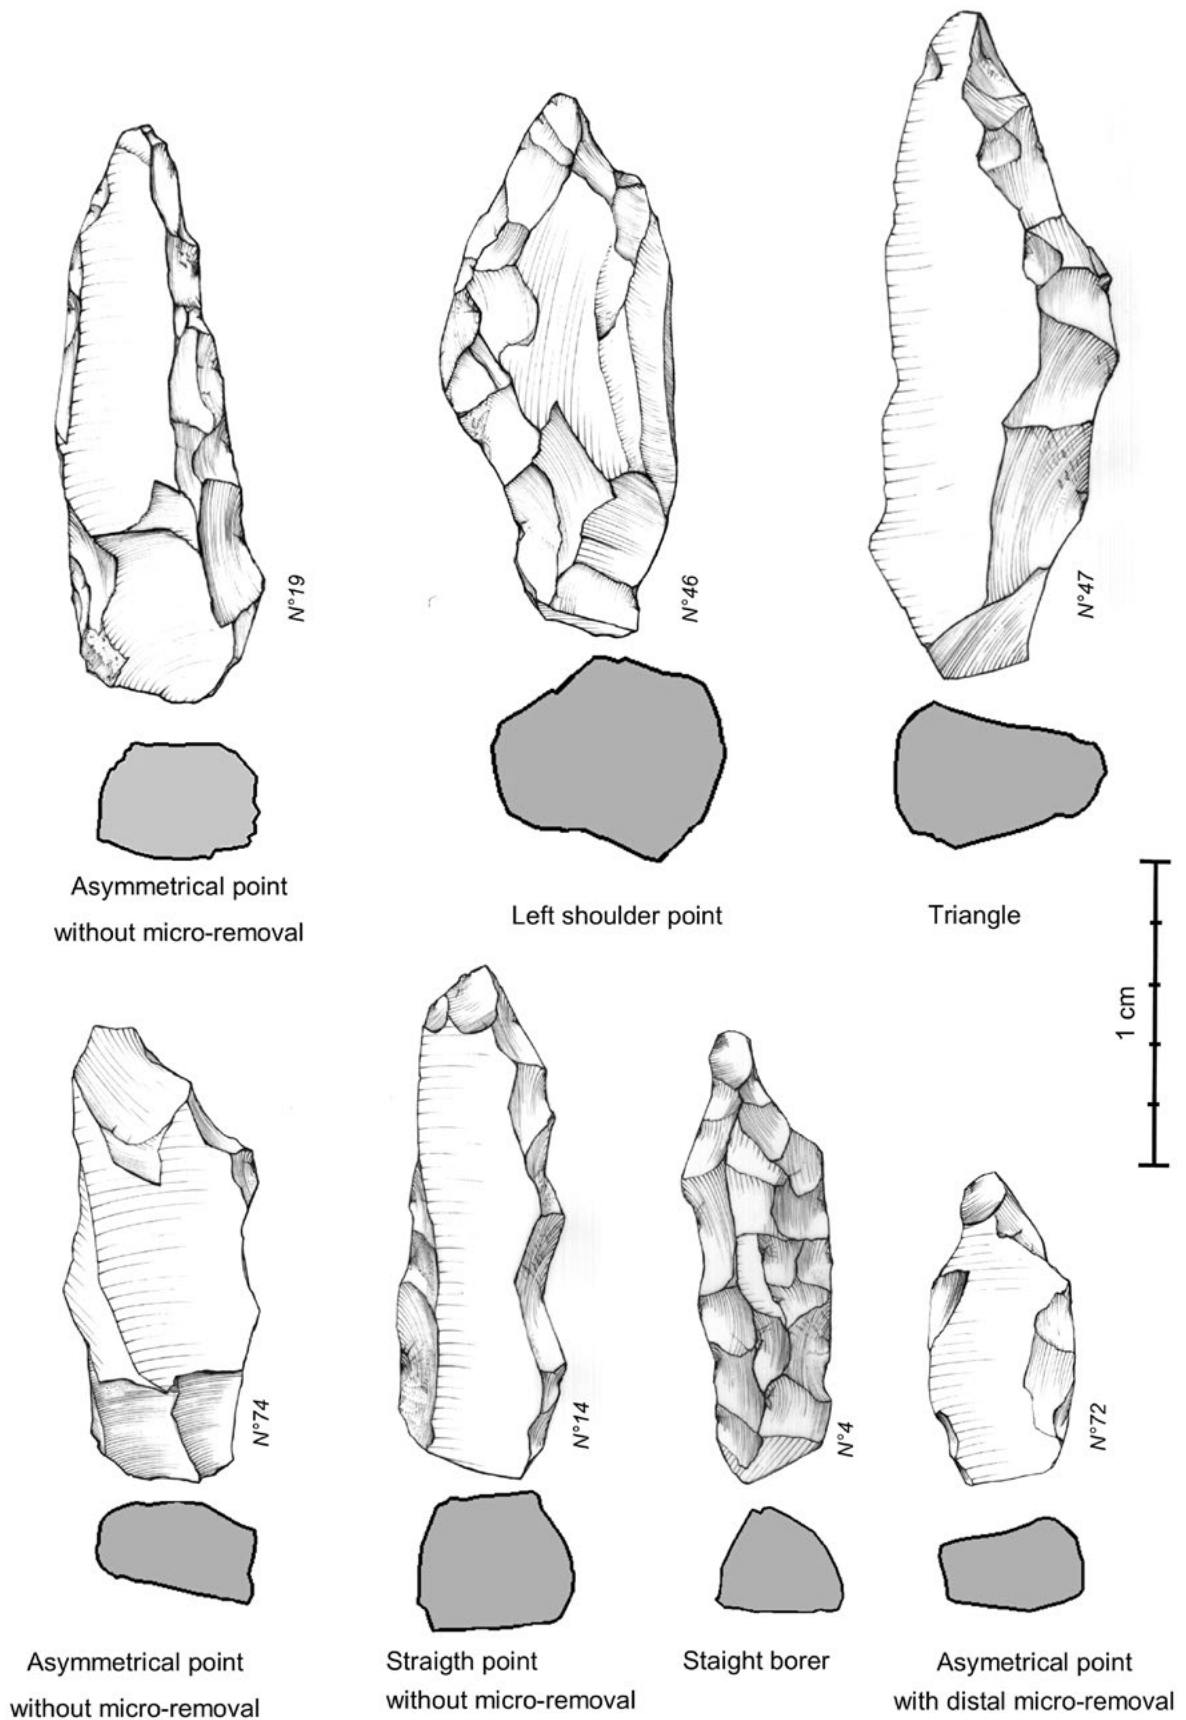 N°19
N°46
N°47
Asymmetrical point
without micro-removal
Left shoulder point
Triangle
1 cm
N°74
N°14
N°4
N°72
Asymmetrical point
without micro-removal
Straigth point
without micro-removal
Staight borer
Asymetrical point
with distal micro-removal